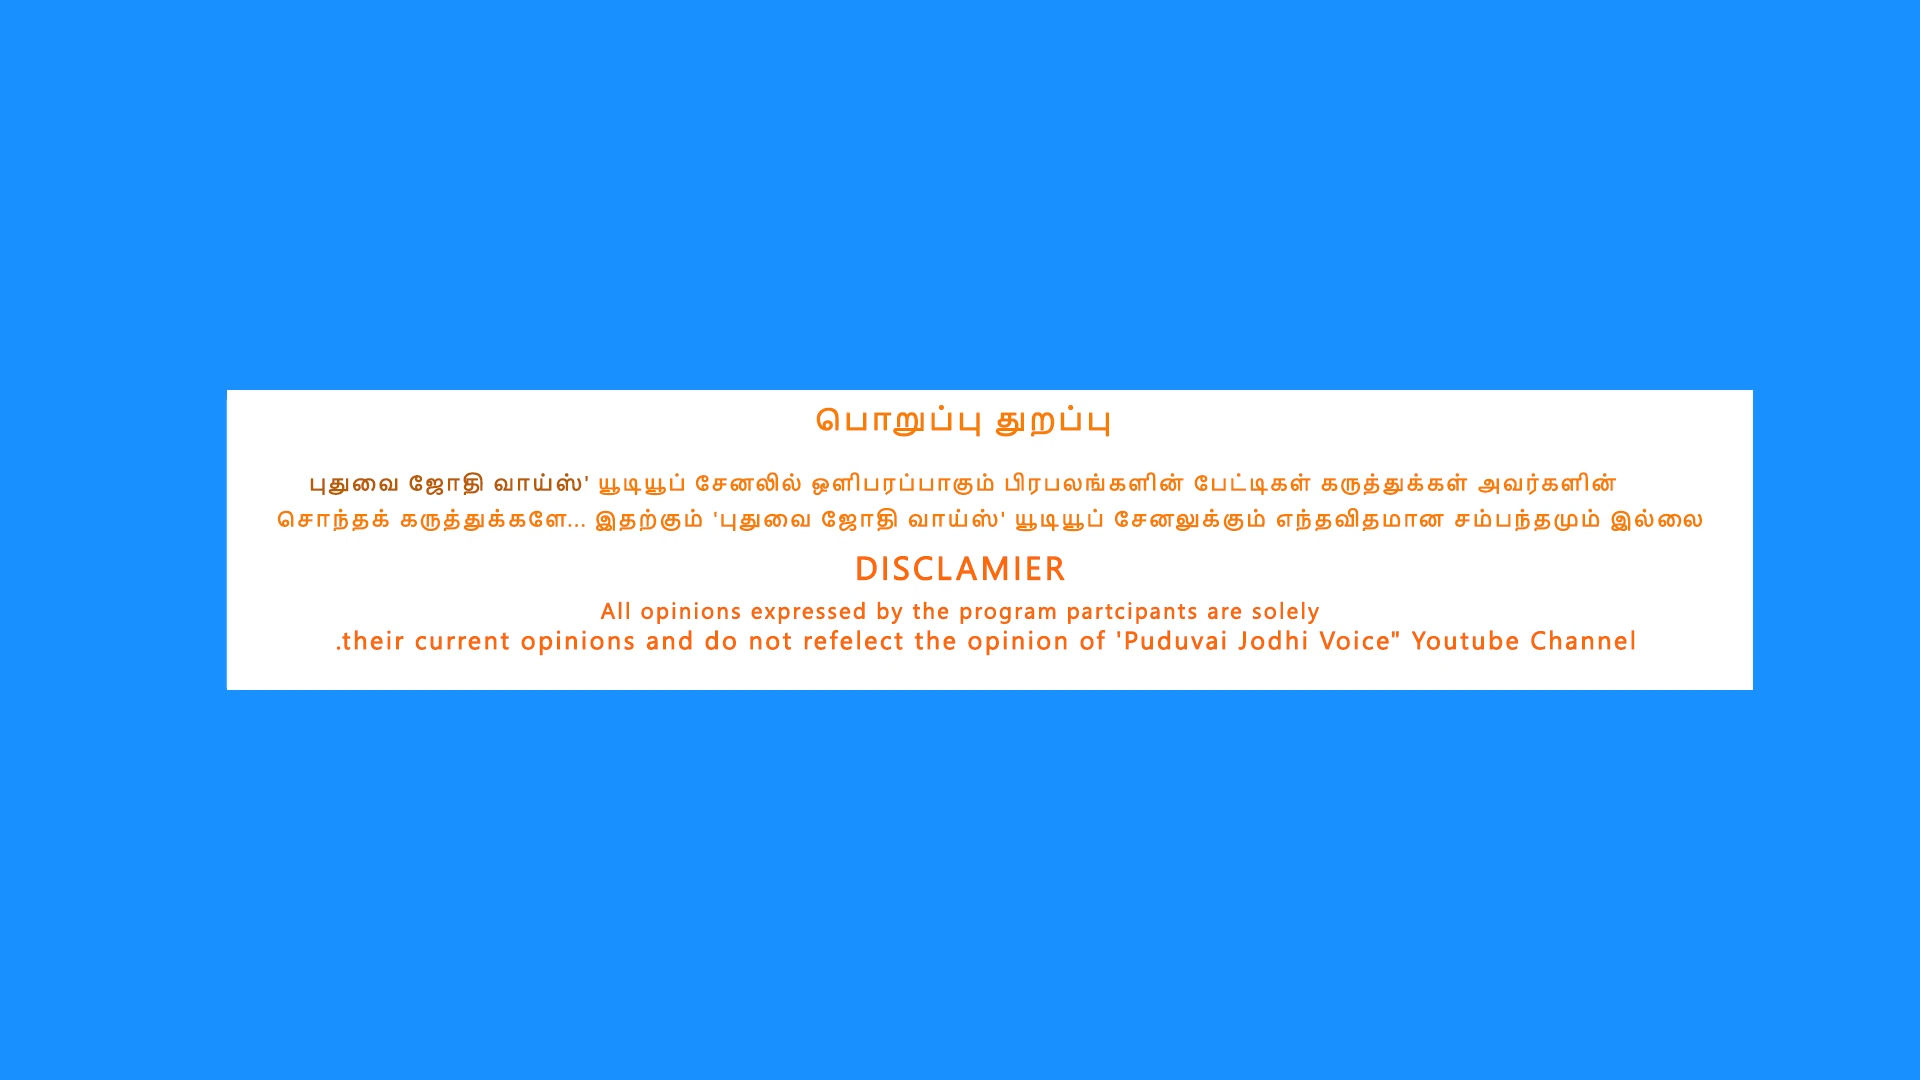 பொறுப்பு துறப்பு
புதுவை ஜோதி வாய்ஸ்' யூடியூப் சேனலில் ஒளிபரப்பாகும் பிரபலங்களின் பேட்டிகள் கருத்துக்கள் அவர்களின்
சொந்தக் கருத்துக்களே... இதற்கும் 'புதுவை ஜோதி வாய்ஸ்' யூடியூப் சேனலுக்கும் எந்தவிதமான சம்பந்தமும் இல்லை
DISCLAMIER
All opinions expressed by the program partcipants are solely
.their current opinions and do not refelect the opinion of 'Puduvai Jodhi Voice" Youtube Channel